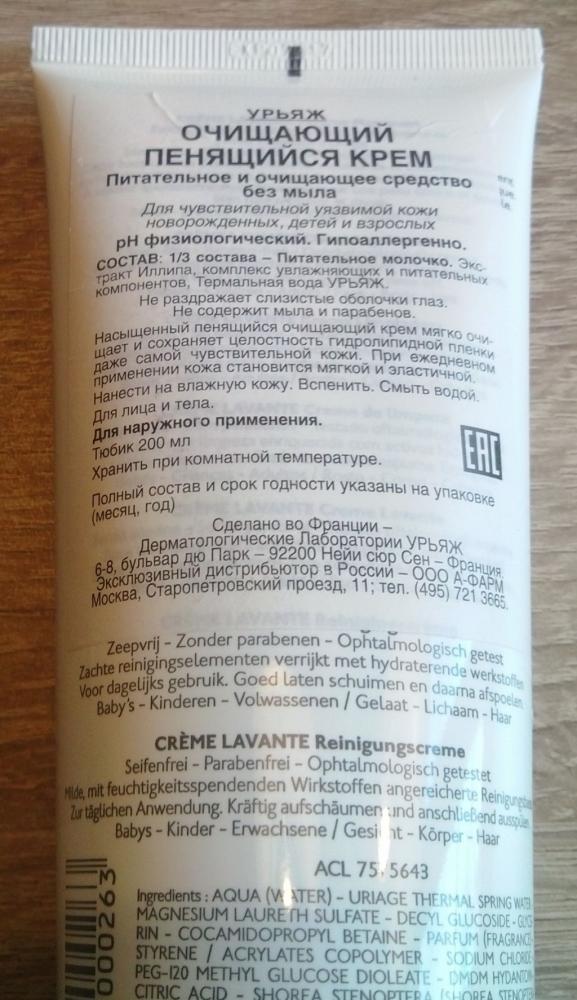 УРЬЯЖ
ОЧИЩАЮЩИЙ
ПЕНЯЩИЙСЯ КРЕМ
Питательное и очищающее средство
без мыла
Для чувствительной уязвимой кожи
новорожденных, детей и взрослых
pH физиологический. Гипоаллергенно.
СОСТАВ: 1/3 состава – Питательное молочко. Экс-
тракт Иллипа, комплекс увлажняющих и питательных
компонентов, Термальная вода УРЬЯЖ.
Не раздражает слизистые оболочки глаз.
Не содержит мыла и парабенов.
Насыщенный пенящийся очищающий крем мягко очи-
щает и сохраняет целостность гидролипидной пленки
даже самой чувствительной кожи. При ежедневном
применении кожа становится мягкой и эластичной.
Нанести на влажную кожу. Вспенить. Смыть водой.
Для лица и тела.
Для наружного применения.
Тюбик 200 мл
Хранить при комнатной температуре.
EAC
Полный состав и срок годности указаны на упаковке
(месяц, год)
Сделано во Франции –
Дерматологические Лаборатории УРЬЯЖ
6-8, бульвар дю Парк – 92200 Нейи сюр Сен – Франция
Эксклюзивный дистрибьютор в России – ООО А-ФАРМ
Москва, Старопетровский проезд, 11; тел. (495) 721 3665.
Zeepvrij - Zonder parabenen - Ophtalmologisch getest
Zachte reinigingselementen verrijkt met hydraterende werkstoffen
Voor dagelijks gebruik. Goed laten schuimen en daarna afspoelen
Baby's - Kinderen - Volwassenen / Gelaat - Lichaam - Haar
CRÈME LAVANTE Reinigungscreme
Seifenfrei - Parabenfrei - Ophtalmologisch getestet
Milde, mit feuchtigkeitsspendenden Wirkstoffen angereicherte
Zur täglichen Anwendung. Kräftig aufschäumen und anschließend ausspülen
Babys - Kinder - Erwachsene / Gesicht - Körper - Haar
ACL 5643
000263
Ingredients : AQUA (WATER) - URIAGE THERMAL SPRING WATER
MAGNESIUM LAURETH SULFATE - DECYL GLUCOSIDE - GLYCE
RIN - COCAMIDOPROPYL BETAINE - PARFUM (FRAGRANCE)
STYRENE / ACRYLATES COPOLYMER - SODIUM CHLORIDE
PEG-120 METHYL GLUCOSE DIOLEATE - DMDM HYDANTOIN
CITRIC ACID - SHOREA STENOPTERA (SHOREA STENOPTERA